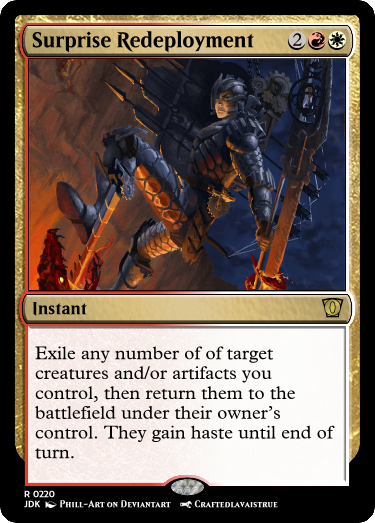 Surprise Redeployment 2
Instant
Exile any number of of target
creatures and/or artifacts you
control, then return them to the
battlefield under their owner's
control. They gain haste until end of
turn.
R 0220
JDK Phill-Art on Deviantart Craftedlavaistrue